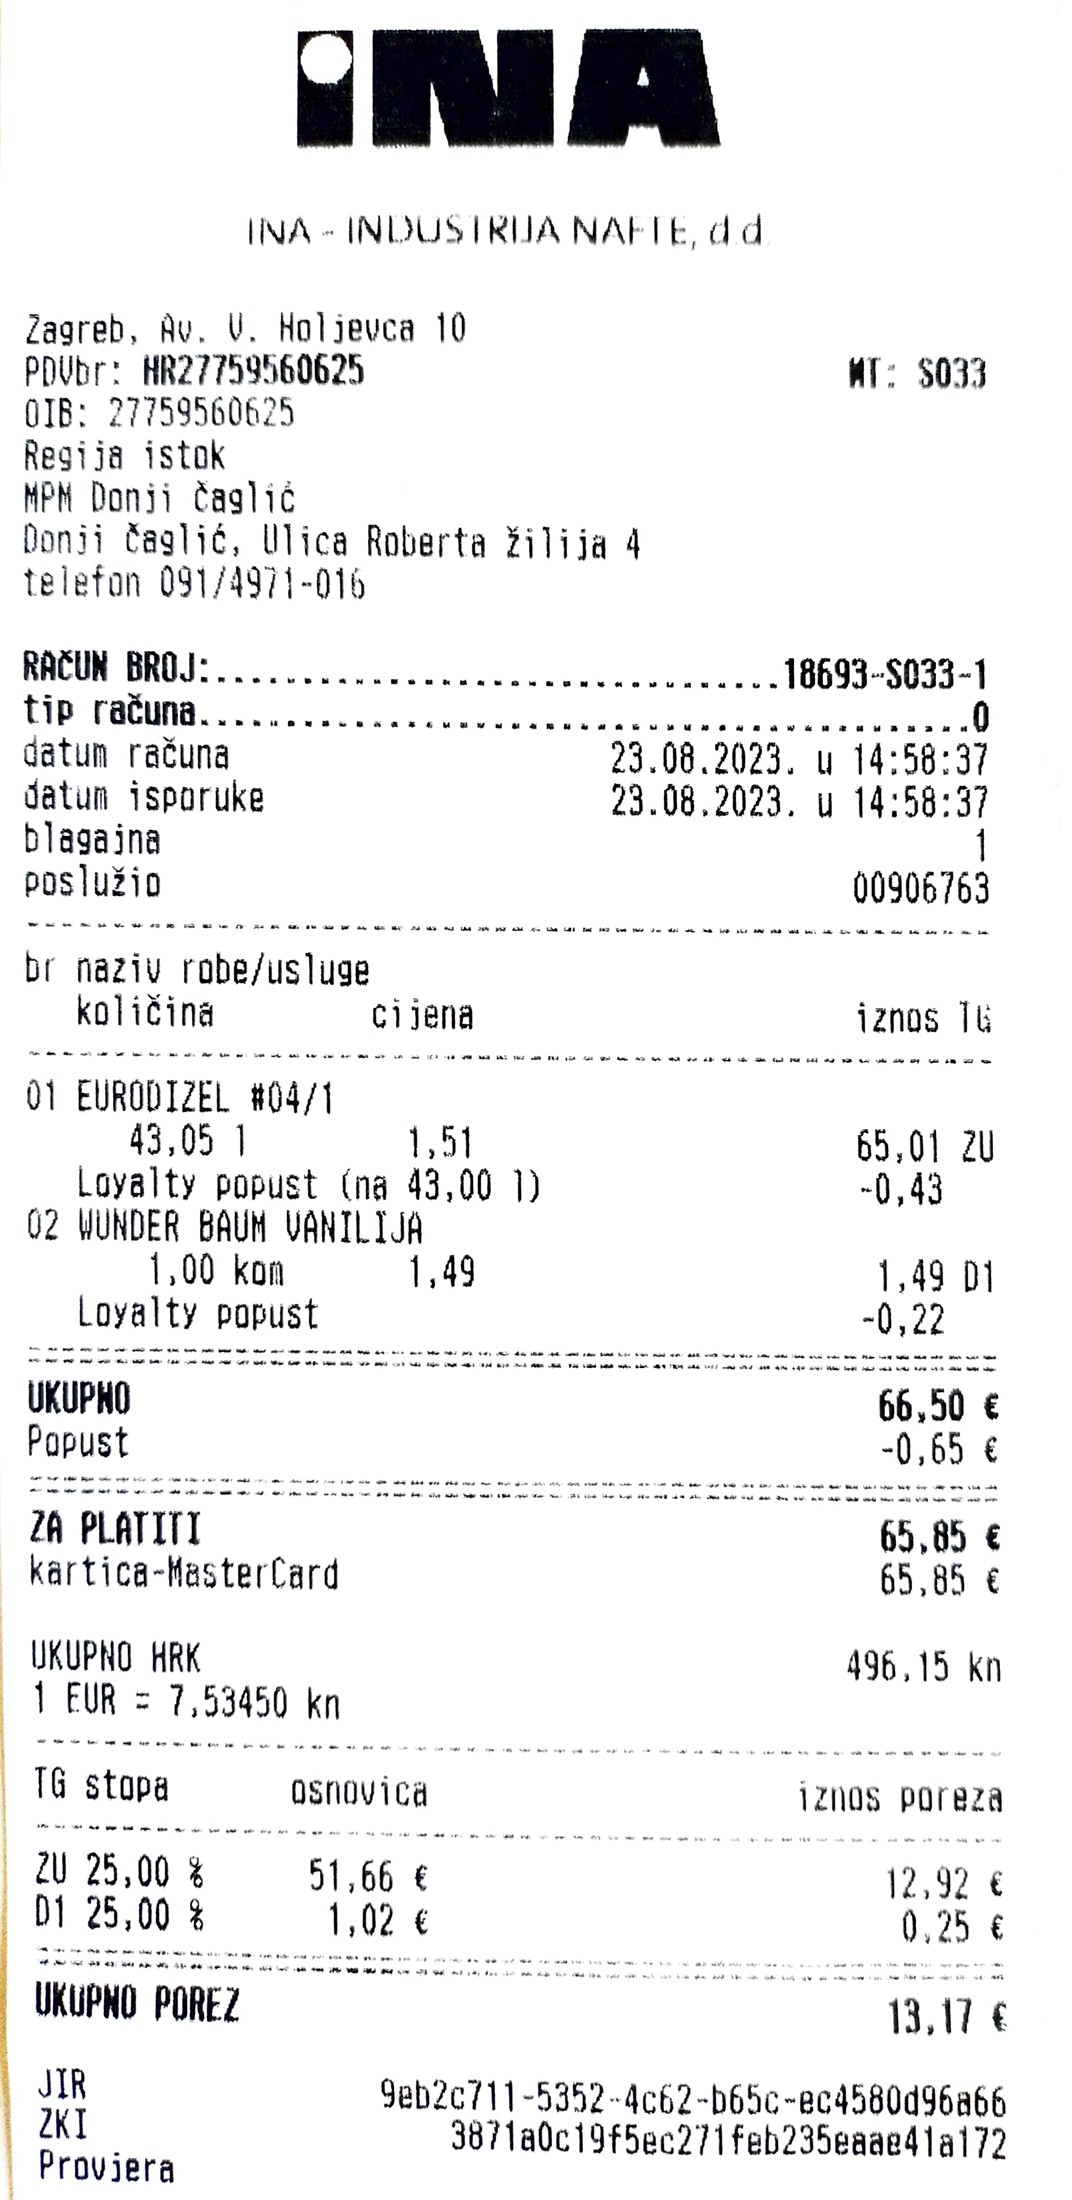 iNA
INA - INDUSTRIJA NAFTE, d.d.
Zagreb, Av. V. Holjevca 10
PDVbr: HR27759560625 MT: S033
OIB: 27759560625
Regija istok
MPM Donji Čaglić
Donji Čaglić, Ulica Roberta Žilija 4
telefon 091/4971-016
RAČUN BROJ:.................................18693-S033-1
tip računa.............................................0
datum računa 23.08.2023. u 14:58:37
datum isporuke 23.08.2023. u 14:58:37
blagajna 1
poslužio 00906763
br naziv robe/usluge
količina cijena iznos TG
01 EURODIZEL #04/1
43,05 l 1,51 65,01 ZU
Loyalty popust (na 43,00 l) -0,43
02 WUNDER BAUM VANILIJA
1,00 kom 1,49 1,49 D1
Loyalty popust -0,22
UKUPNO 66,50 €
Popust -0,65 €
ZA PLATITI 65,85 €
kartica-MasterCard 65,85 €
UKUPNO HRK 496,15 kn
1 EUR = 7,53450 kn
TG stopa osnovica iznos poreza
ZU 25,00 % 51,66 € 12,92 €
D1 25,00 % 1,02 € 0,25 €
UKUPNO POREZ 13,17 €
JIR 9eb2c711-5352-4c62-b65c-ec4580d96a66
ZKI 3871a0c19f5ec271feb235eaae41a172
Provjera